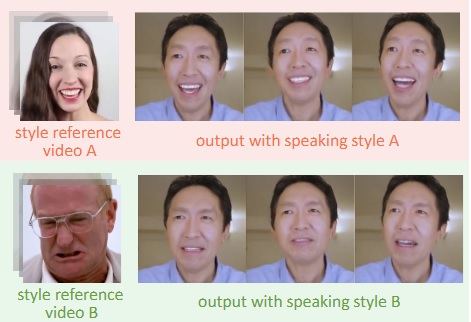 style reference
video A
output with speaking style A
style reference
video B
output with speaking style B